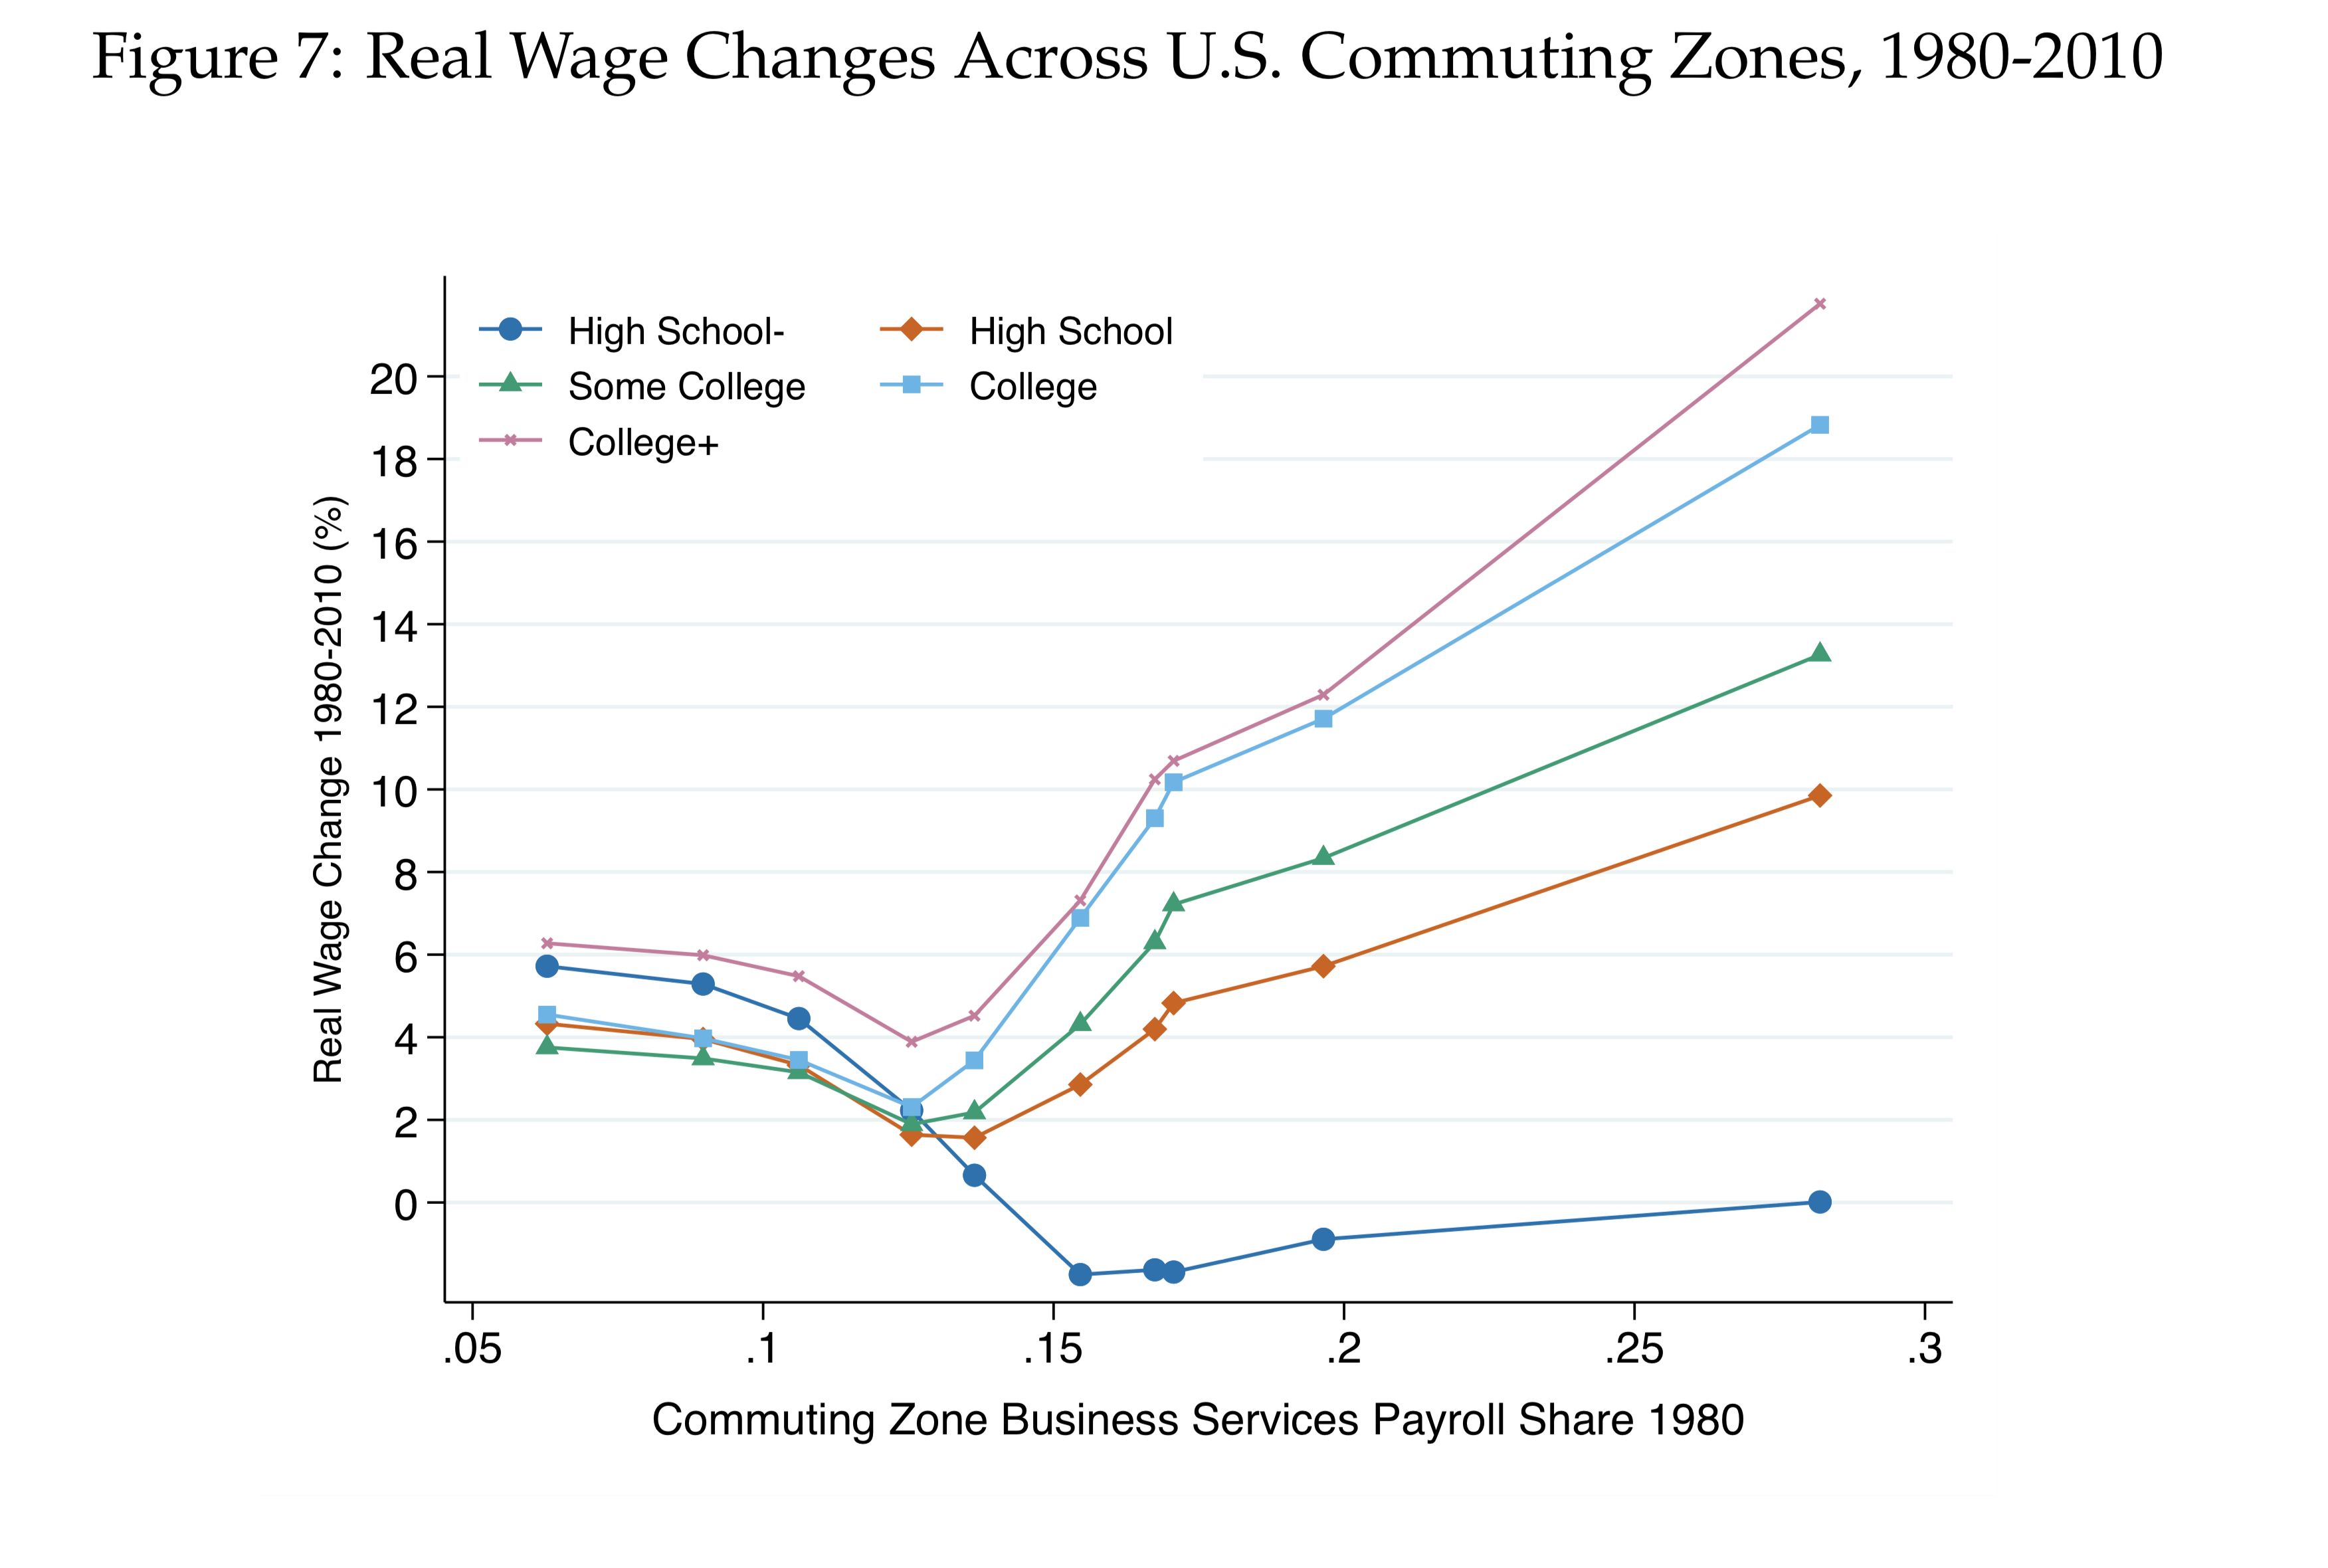 Figure 7: Real Wage Changes Across U.S. Commuting Zones, 1980-2010
High School-
High School
Some College
College
College+
Real Wage Change 1980-2010 (%)
20
18
16
14
12
10
8
6
4
2
0
.05 .1 .15 .2 .25 .3
Commuting Zone Business Services Payroll Share 1980